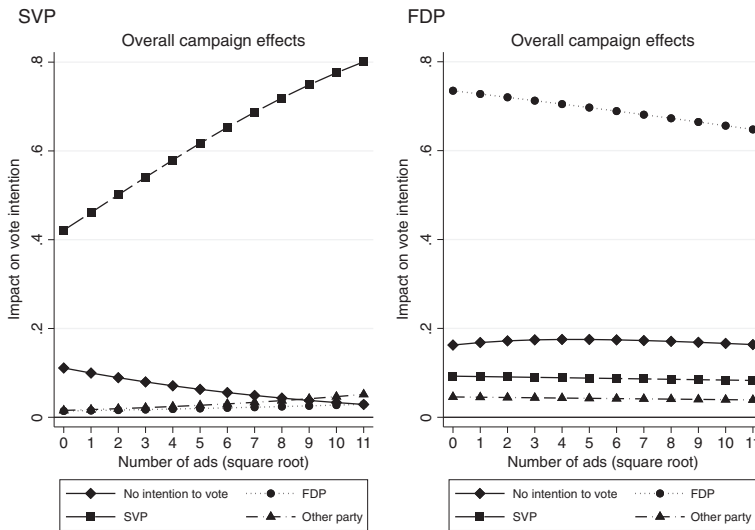 SVP
Overall campaign effects
Impact on vote intention
.8
.6
.4
.2
0
0 1 2 3 4 5 6 7 8 9 10 11
Number of ads (square root)
No intention to vote FDP
SVP Other party
FDP
Overall campaign effects
Impact on vote intention
.8
.6
.4
.2
0
0 1 2 3 4 5 6 7 8 9 10 11
Number of ads (square root)
No intention to vote FDP
SVP Other party